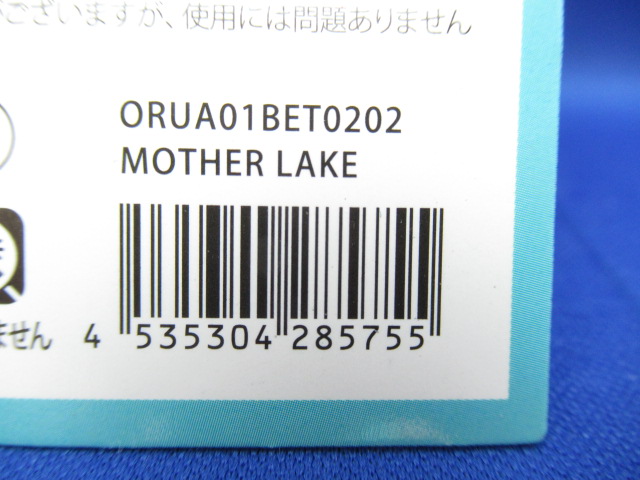 ございますが、使用には問題ありません
ORUA01BET0202
MOTHER LAKE
ません
4 535304 285755